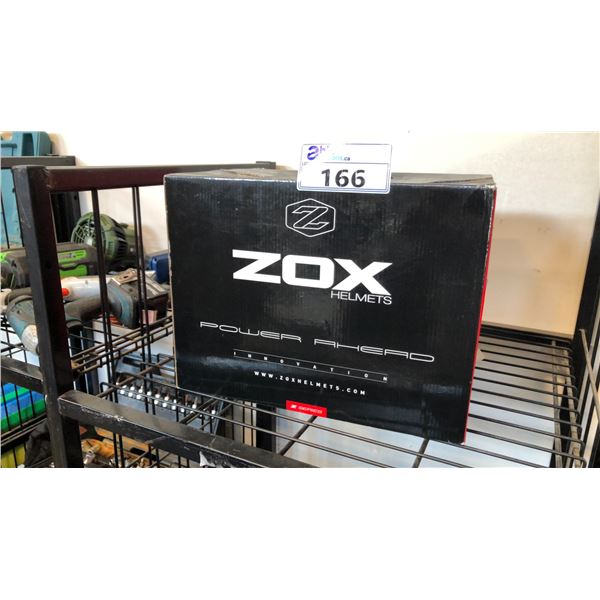 166
Z
ZOX
HELMETS
POWER AHEAD
INNOVATION
WWW.ZOXHELMETS.COM